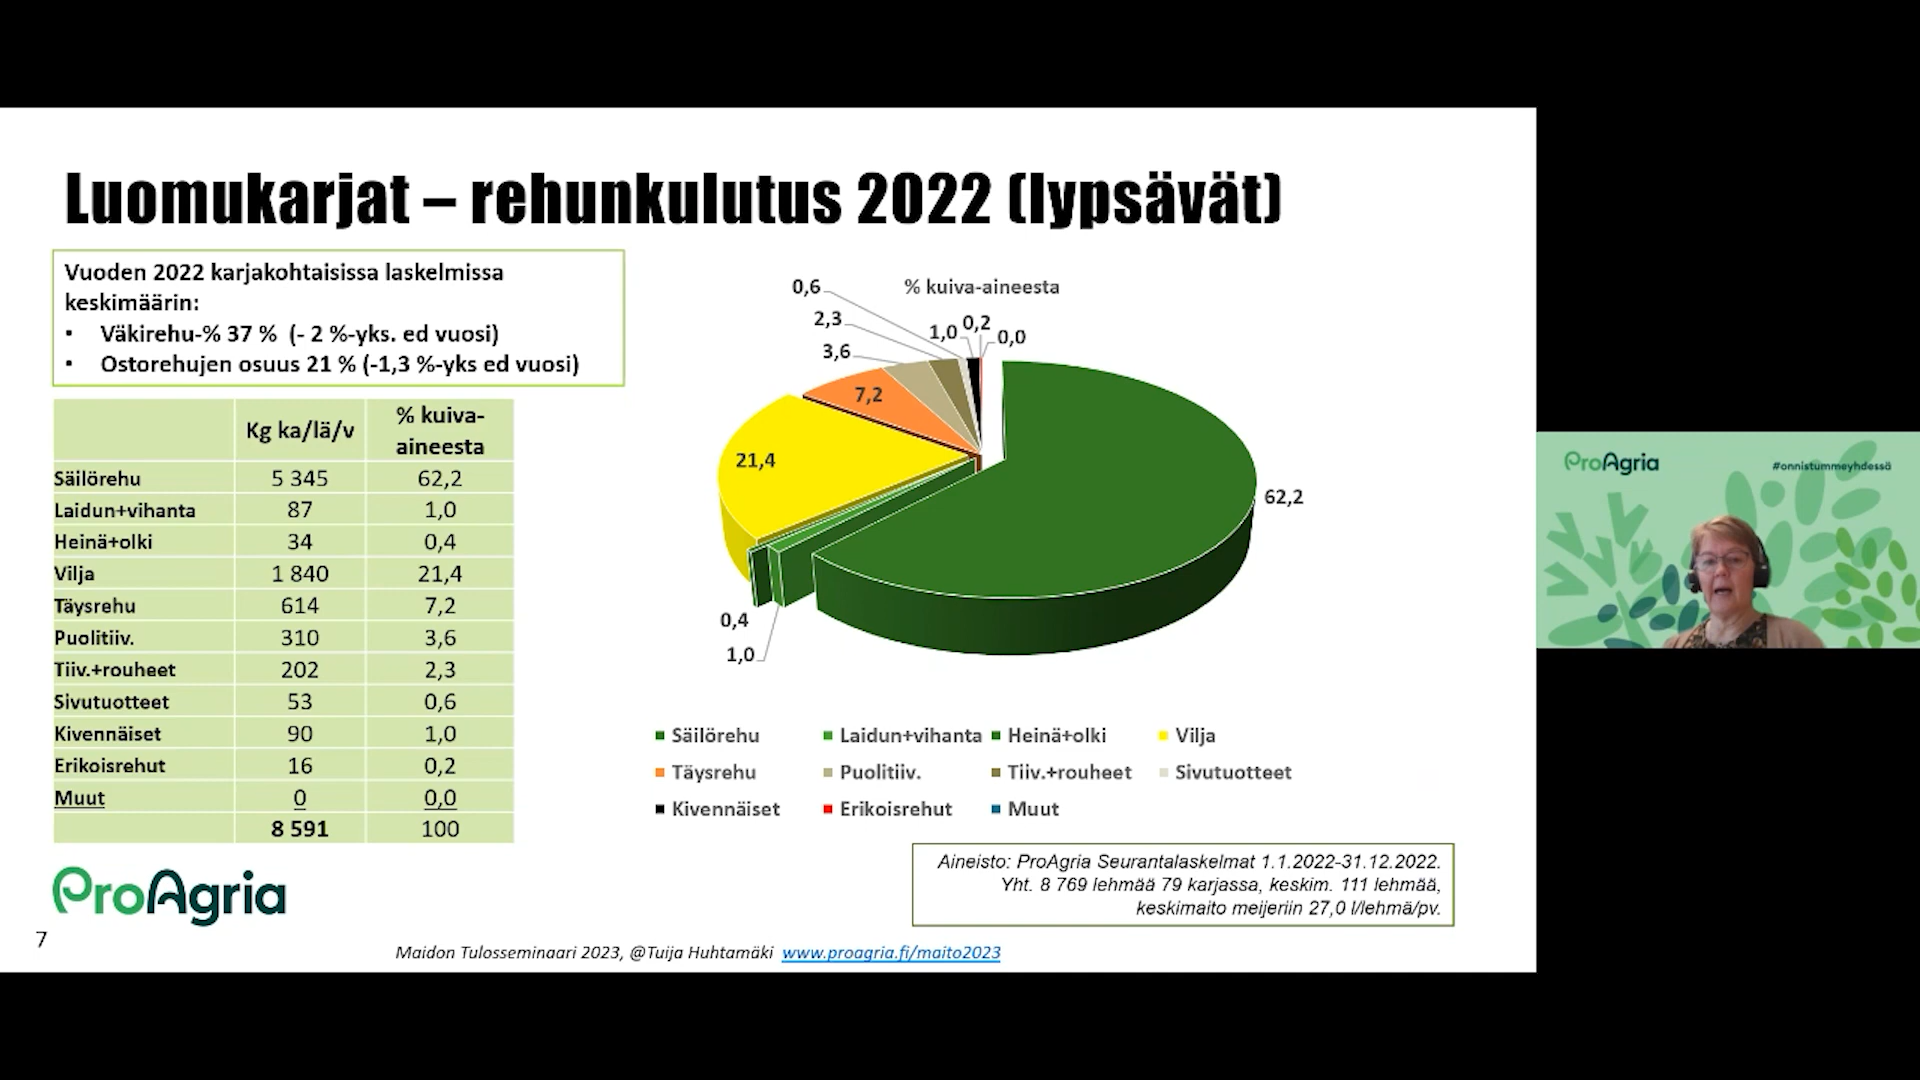 Luomukarjat – rehunkulutus 2022 (lypsävät)
Vuoden 2022 karjakohtaisissa laskelmissa
keskimäärin:
• Väkirehu-% 37 % (- 2 %-yks. ed vuosi)
• Ostorehujen osuus 21 % (-1,3 %-yks ed vuosi)
Kg ka/lä/v % kuiva-
aineesta
Säilörehu 5 345 62,2
Laidun+vihanta 87 1,0
Heinä+olki 34 0,4
Vilja 1 840 21,4
Täysrehu 614 7,2
Puolitiiv. 310 3,6
Tiiv.+rouheet 202 2,3
Sivutuotteet 53 0,6
Kivennäiset 90 1,0
Erikoisrehut 16 0,2
Muut 0 0,0
8 591 100
% kuiva-aineesta
0,6
2,3
3,6
1,0
0,2
0,0
7,2
21,4
62,2
0,4
1,0
Säilörehu Laidun+vihanta Heinä+olki Vilja
Täysrehu Puolitiiv. Tiiv.+rouheet Sivutuotteet
Kivennäiset Erikoisrehut Muut
Aineisto: ProAgria Seurantalaskelmat 1.1.2022-31.12.2022.
Yht. 8 769 lehmää 79 karjassa, keskim. 111 lehmää,
keskimaito meijeriin 27,0 l/lehmä/pv.
ProAgria
7
Maidon Tulosseminaari 2023, @Tuija Huhtamäki www.proagria.fi/maito2023
ProAgria
#onnistummeyhdessä